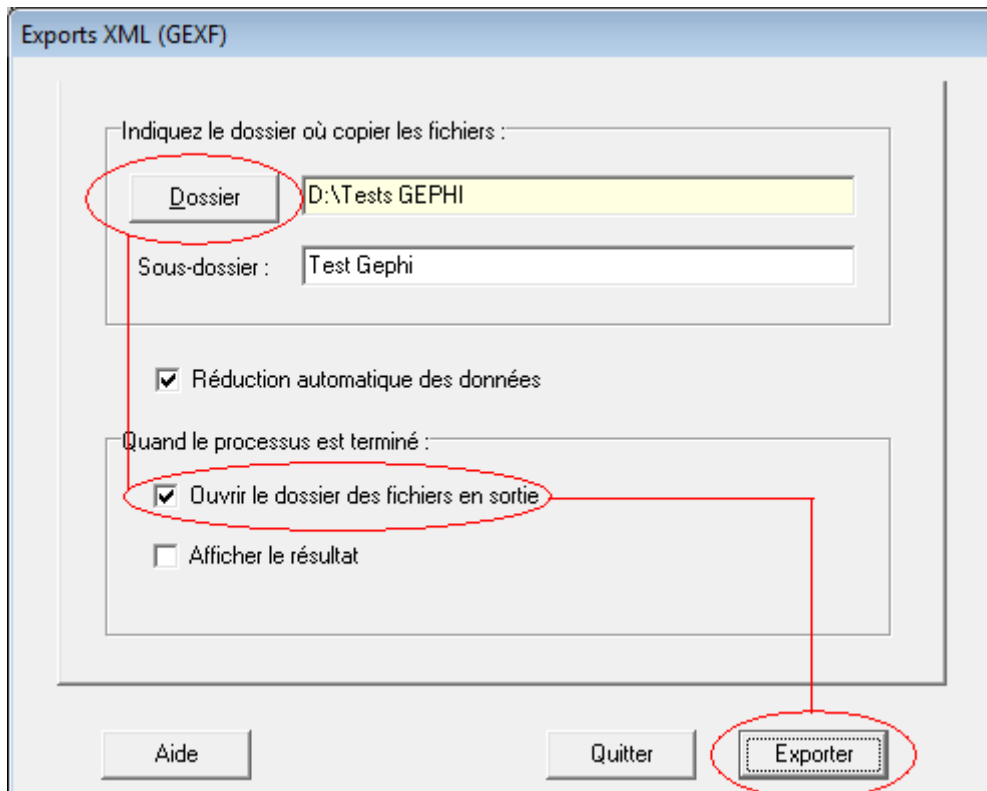 Exports XML (GEXF)
Indiquez le dossier où copier les fichiers :
Dossier
D:\Tests GEPHI
Sous-dossier :
Test Gephi
Réduction automatique des données
Quand le processus est terminé :
Ouvrir le dossier des fichiers en sortie
Afficher le résultat
Aide
Quitter
Exporter